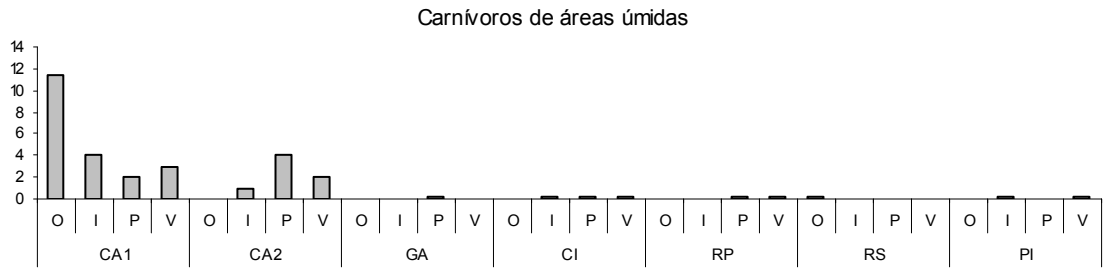 Carnívoros de áreas úmidas
14
12
10
8
6
4
2
0
O I P V O I P V O I P V O I P V O I P V O I P V O I P V
CA1 CA2 GA CI RP RS PI